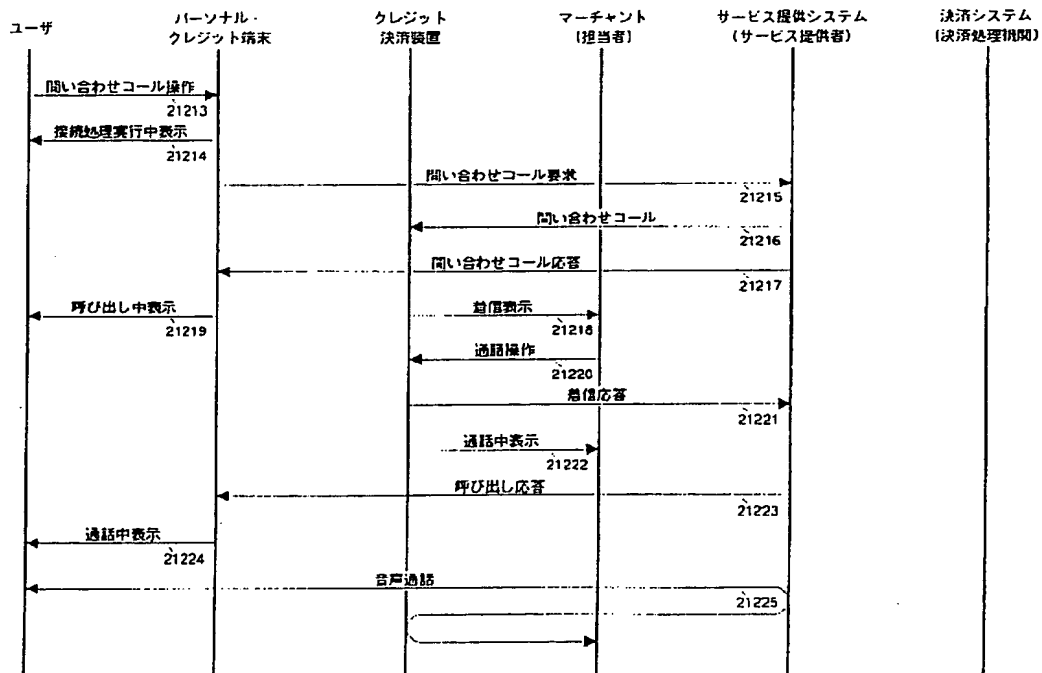 ユーザ
パーソナル・
クレジット端末
クレジット
決済装置
マーチャント
(担当者)
サービス提供システム
(サービス提供者)
決済システム
(決済処理機関)
問い合わせコール操作
21213
接続処理実行中表示
21214
問い合わせコール要求
21215
問い合わせコール
21216
問い合わせコール応答
21217
呼び出し中表示
21219
着信表示
21218
通話操作
21220
着信応答
21221
通話中表示
21222
呼び出し応答
21223
通話中表示
21224
音声通話
21225